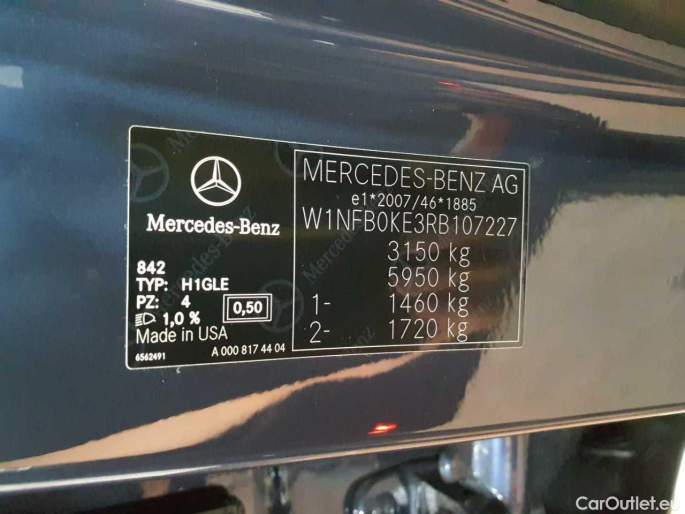 Mercedes-Benz
842
TYP: H1GLE
PZ: 4
0,50
1,0 %
Made in USA
6562491
A 000 817 44 04
MERCEDES-BENZ AG
e1*2007/46*1885
W1NFB0KE3RB107227
3150 kg
5950 kg
1- 1460 kg
2- 1720 kg
CarOutlet.eu